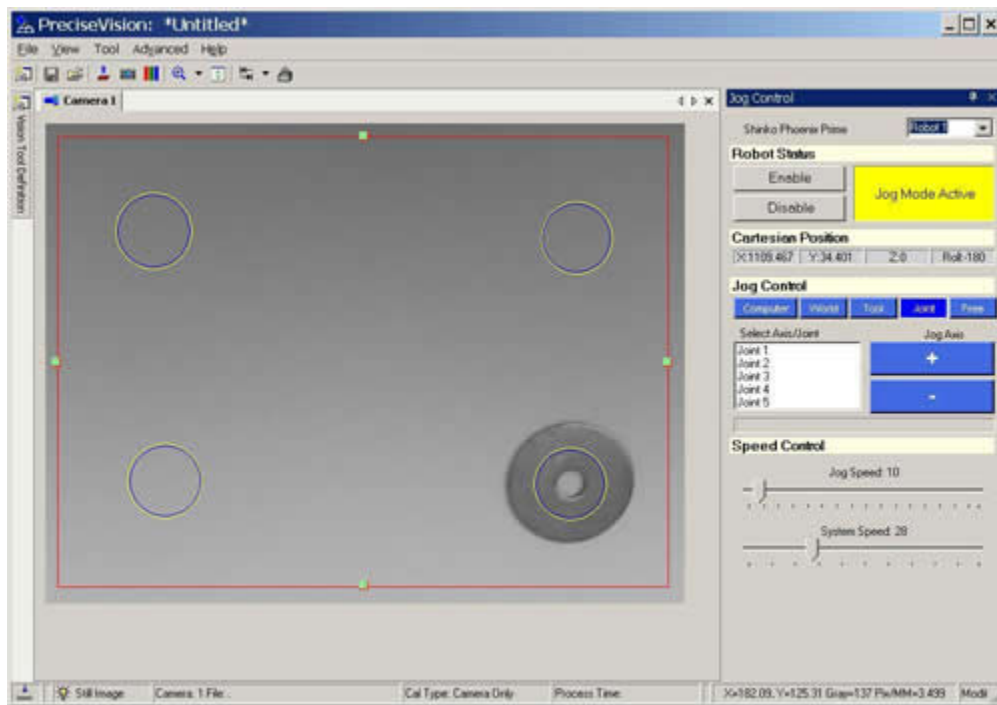 PreciseVision: *Untitled*
File View Tool Advanced Help
Camera 1
Vision Tool Definition
Jog Control
Shinko Phoenix Prime Robot 1
Robot Status
Enable
Disable
Jog Mode Active
Cartesian Position
X:1109.467 Y:34.401 Z:0 Roll:-180
Jog Control
Computer World Tool Joint Free
Select Axis/Joint Jog Axis
Joint 1
Joint 2
Joint 3
Joint 4
Joint 5
+
-
Speed Control
Jog Speed: 10
System Speed: 28
Still Image Camera: 1 File:.. Cal Type: Camera Only Process Time: X=182.09, Y=125.31 Gray=137 Pix/MM=3.499 Modi